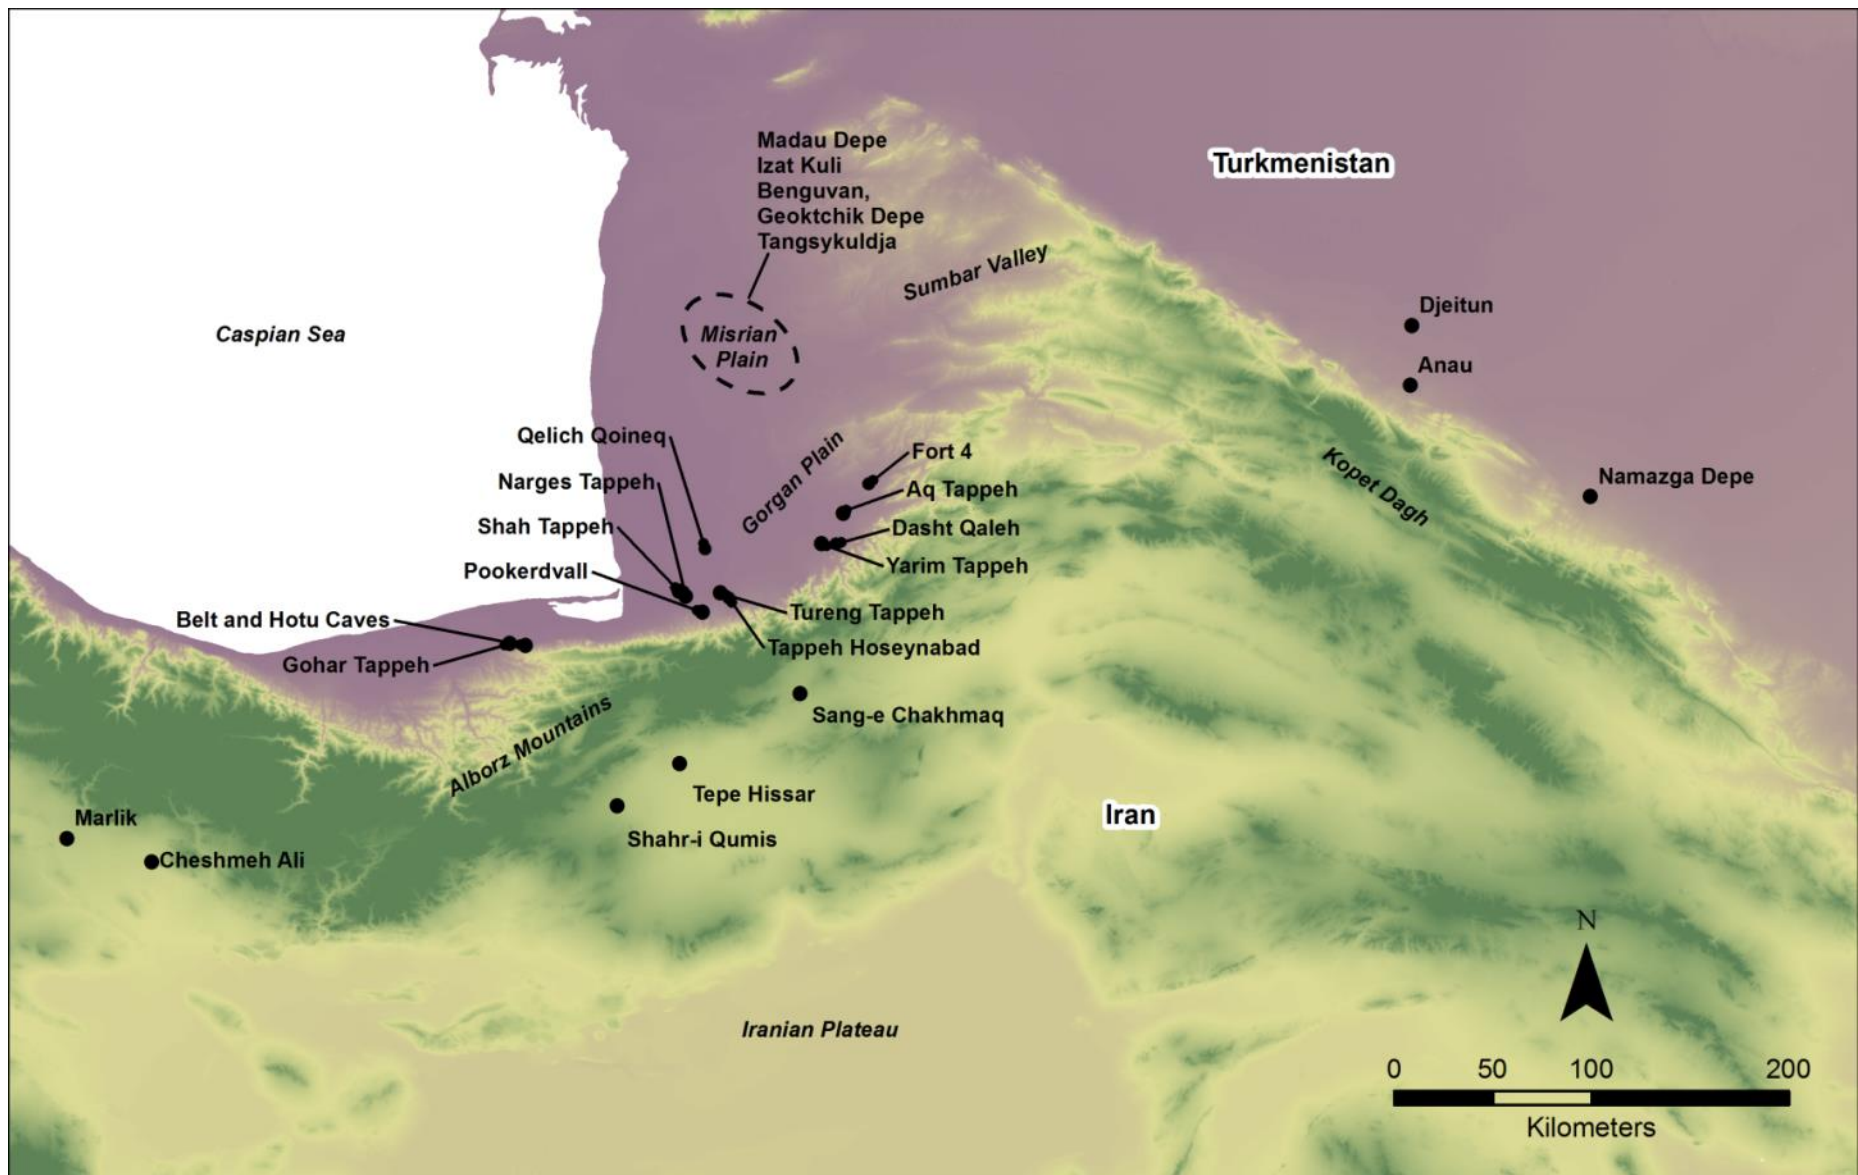 Madau Depe
Izat Kuli
Benguvan,
Geoktchik Depe
Tangsykuldja
Turkmenistan
Sumbar Valley
Caspian Sea
Misrian
Plain
Djeitun
Anau
Qelich Qoineq
Narges Tappeh
Shah Tappeh
Pookerdvall
Belt and Hotu Caves
Gohar Tappeh
Gorgan Plain
Fort 4
Aq Tappeh
Dasht Qaleh
Yarim Tappeh
Tureng Tappeh
Tappeh Hoseynabad
Kopet Dagh
Namazga Depe
Sang-e Chakhmaq
Alborz Mountains
Tepe Hissar
Shahr-i Qumis
Marlik
Cheshmeh Ali
Iran
Iranian Plateau
N
0 50 100 200
Kilometers